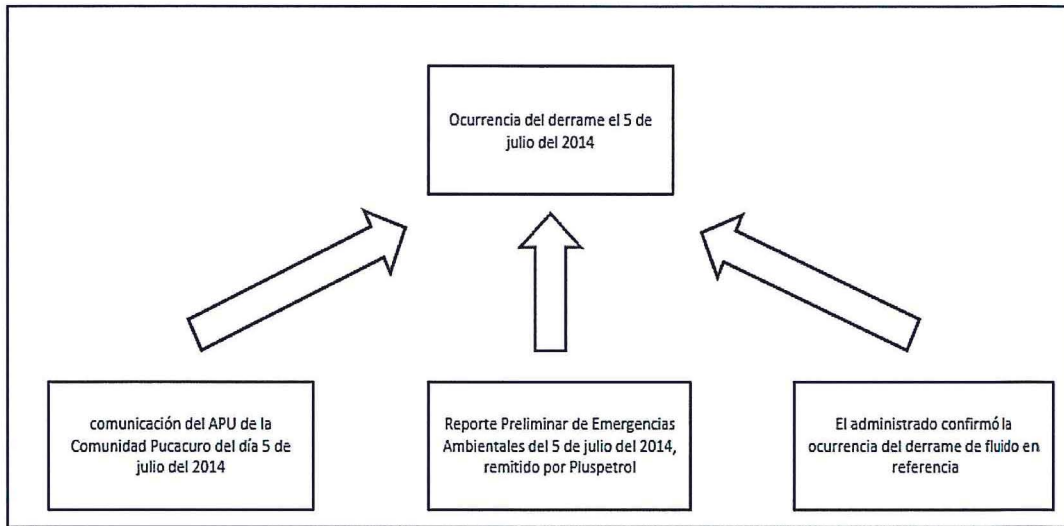 Ocurrencia del derrame el 5 de
julio del 2014
comunicación del APU de la
Comunidad Pucacuro del día 5 de
julio del 2014
Reporte Preliminar de Emergencias
Ambientales del 5 de julio del 2014,
remitido por Pluspetrol
El administrado confirmó la
ocurrencia del derrame de fluido en
referencia